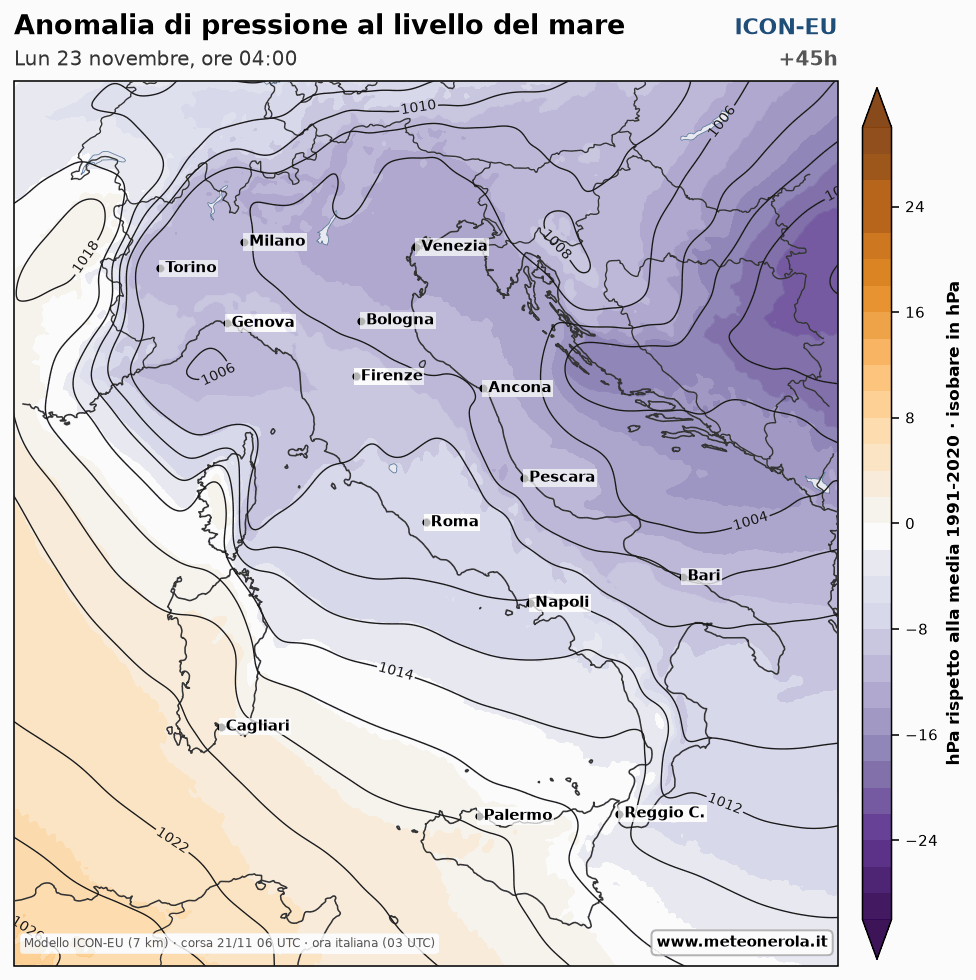 Anomalia di pressione al livello del mare
ICON-EU
Lun 23 novembre, ore 04:00
+45h
1010
1006
1008
1018
Milano
Venezia
Torino
Genova
Bologna
1006
Firenze
Ancona
Pescara
Roma
1004
Bari
Napoli
1014
Cagliari
1012
Palermo
Reggio C.
1022
Modello ICON-EU (7 km) · corsa 21/11 06 UTC · ora italiana (03 UTC)
www.meteonerola.it
24
16
8
0
−8
−16
−24
hPa rispetto alla media 1991-2020 · isobare in hPa